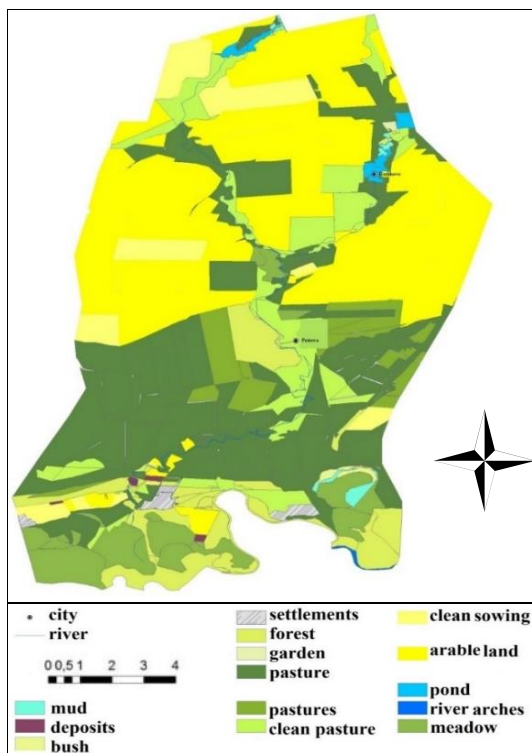 city
river
0 0,5 1 2 3 4
mud
deposits
bush
settlements
forest
garden
pasture
pastures
clean pasture
clean sowing
arable land
pond
river arches
meadow